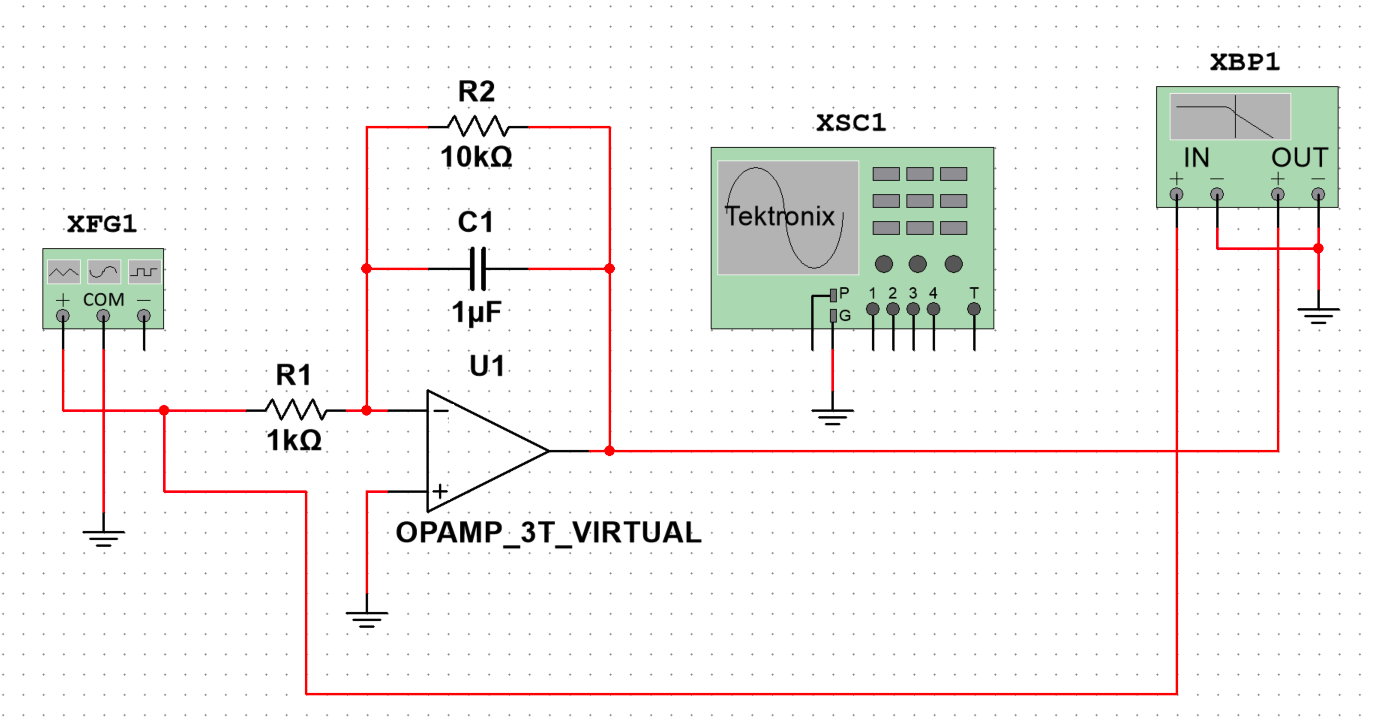 XBP1
IN OUT
+ − + −
R2
10kΩ
XSC1
Tektronix
P
G
1 2 3 4 T
C1
1µF
XFG1
+ COM −
U1
R1
1kΩ
−
+
OPAMP_3T_VIRTUAL